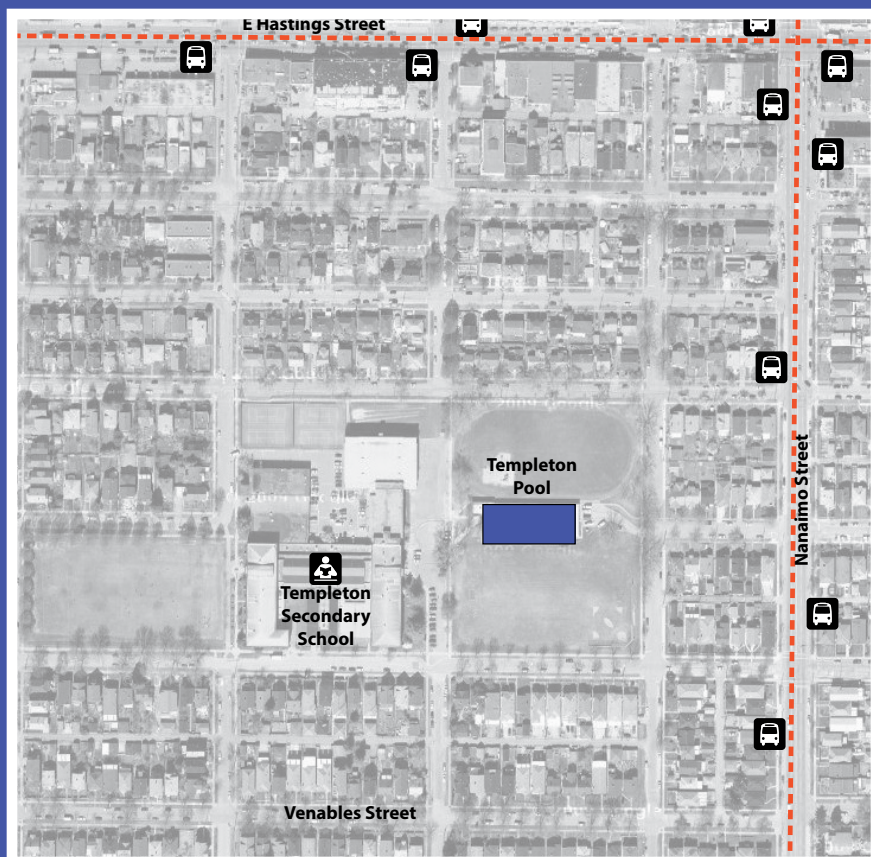 E Hastings Street
Templeton
Pool
Nanaimo Street
Templeton
Secondary
School
Venables Street